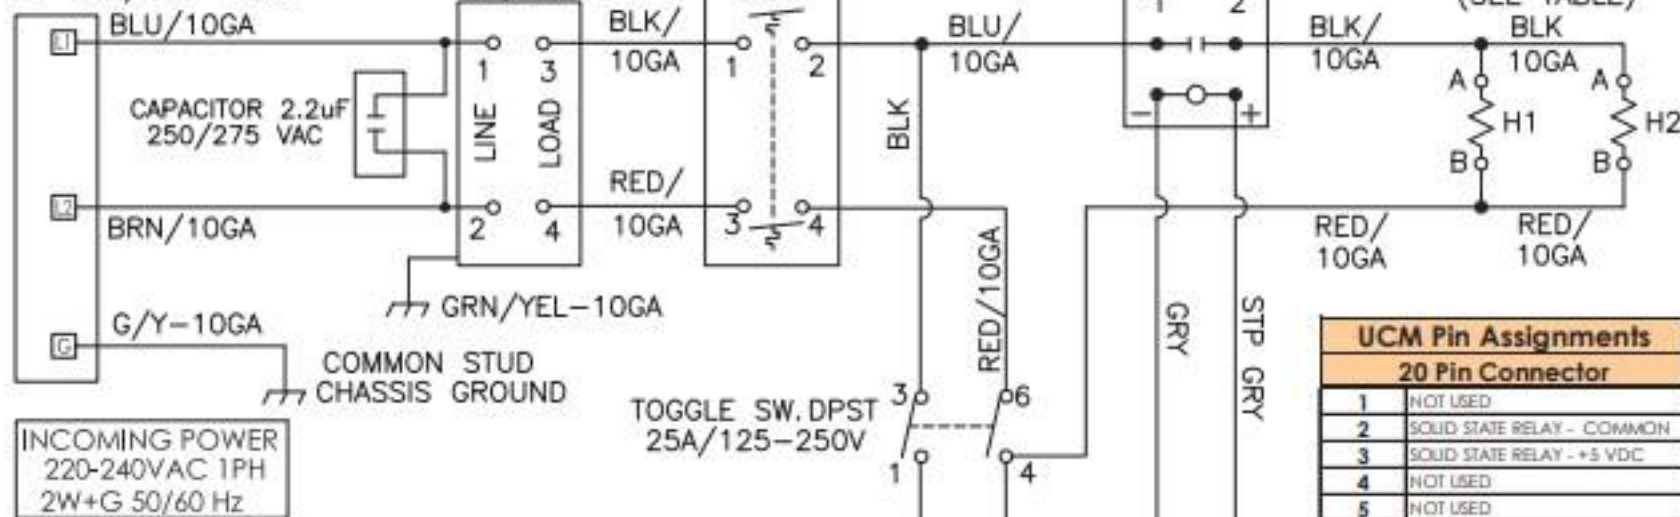 L1
BLU/10GA
CAPACITOR 2.2uF
250/275 VAC
L2
BRN/10GA
G
G/Y-10GA
COMMON STUD
CHASSIS GROUND
GRN/YEL-10GA
INCOMING POWER
220-240VAC 1PH
2W+G 50/60 Hz
1 3
LINE
LOAD
2 4
BLK/
10GA
RED/
10GA
1 2
3 4
BLU/
10GA
BLK
RED/10GA
TOGGLE SW. DPST
25A/125-250V
3 6
1 4
1 2
- +
GRY
STP GRY
BLK/
10GA
(SEE TABLE)
BLK
10GA
A
H1
B
A
H2
B
RED/
10GA
RED/
10GA
UCM Pin Assignments
20 Pin Connector
1 NOT USED
2 SOLID STATE RELAY - COMMON
3 SOLID STATE RELAY - +5 VDC
4 NOT USED
5 NOT USED